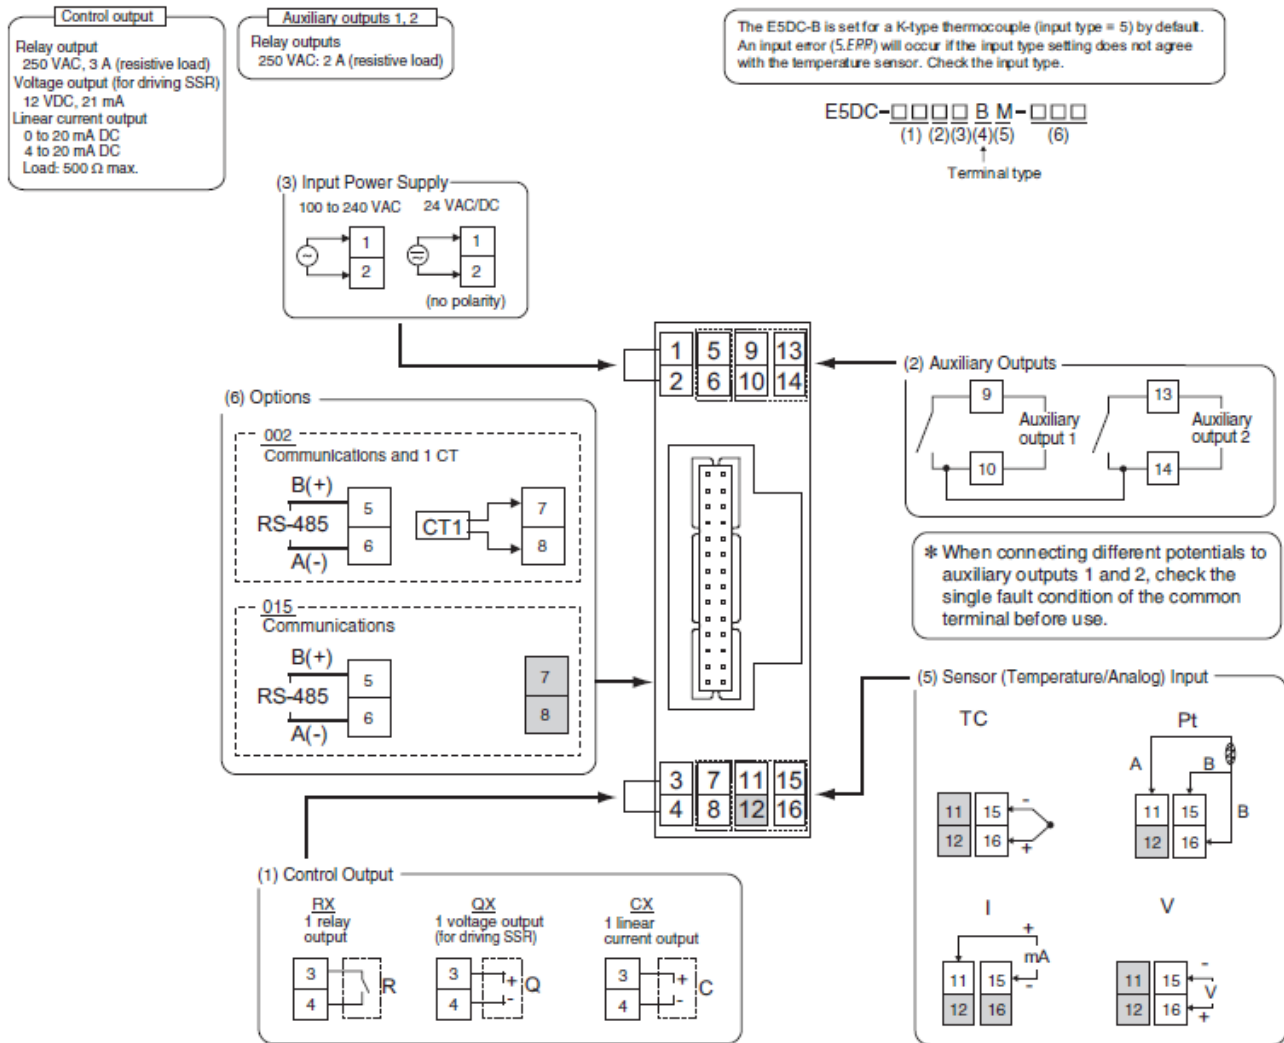 Control output
Relay output
250 VAC, 3 A (resistive load)
Voltage output (for driving SSR)
12 VDC, 21 mA
Linear current output
0 to 20 mA DC
4 to 20 mA DC
Load: 500 Ω max.
Auxiliary outputs 1, 2
Relay outputs
250 VAC: 2 A (resistive load)
The E5DC-B is set for a K-type thermocouple (input type = 5) by default.
An input error (S.ERR) will occur if the input type setting does not agree
with the temperature sensor. Check the input type.
E5DC-□□□□ B M-□□□
(1) (2)(3)(4)(5) (6)
Terminal type
(3) Input Power Supply
100 to 240 VAC 24 VAC/DC
1 1
2 2
(no polarity)
1 5 9 13
2 6 10 14
(2) Auxiliary Outputs
9 13
Auxiliary
output 1
Auxiliary
output 2
10 14
(6) Options
002
Communications and 1 CT
B(+)
RS-485
A(-)
5
6
CT1
7
8
015
Communications
B(+)
RS-485
A(-)
5
6
7
8
* When connecting different potentials to
auxiliary outputs 1 and 2, check the
single fault condition of the common
terminal before use.
3 7 11 15
4 8 12 16
(5) Sensor (Temperature/Analog) Input
TC
11 15 -
12 16 +
Pt
A B
B
11 15
12 16
I
+
mA
-
11 15
12 16
V
-
V
+
11 15
12 16
(1) Control Output
RX
1 relay
output
3
4
R
QX
1 voltage output
(for driving SSR)
3 +
4 -
Q
CX
1 linear
current output
3 +
4 -
C